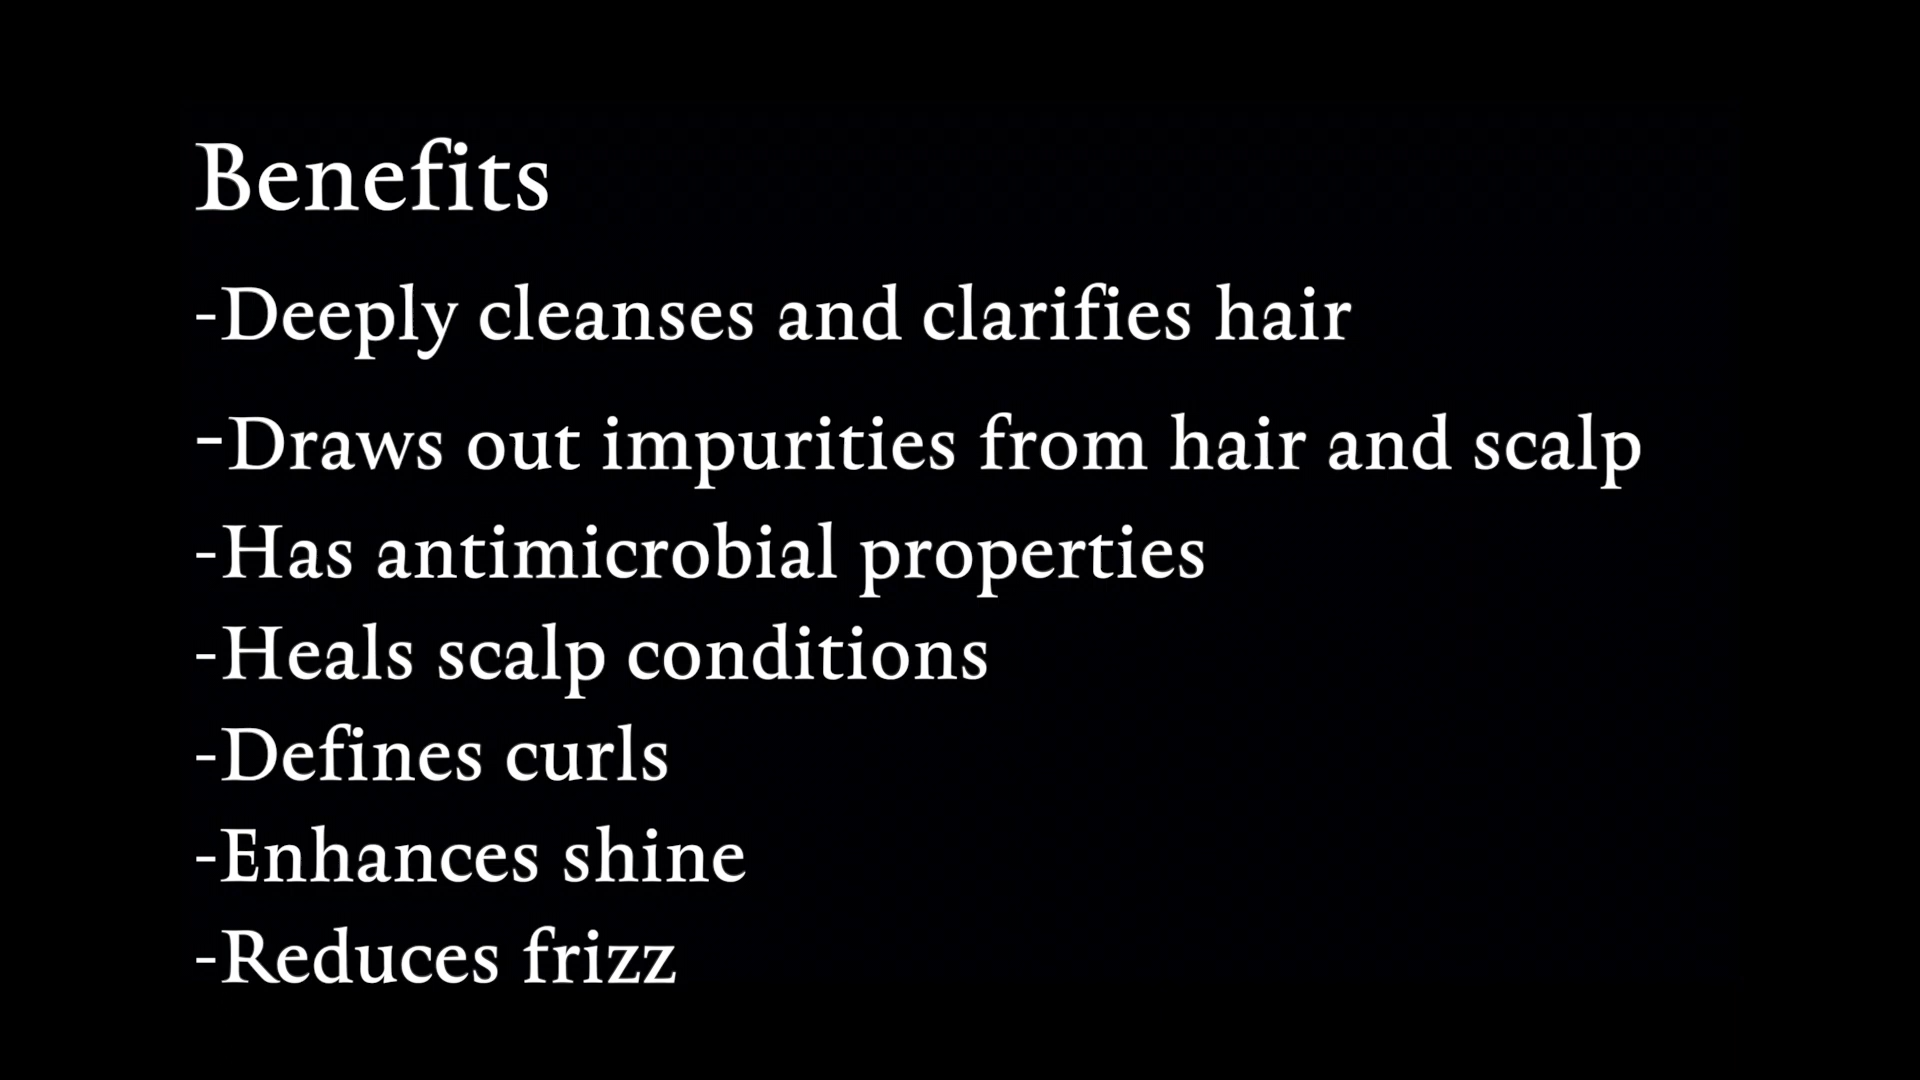 Benefits
-Deeply cleanses and clarifies hair
-Draws out impurities from hair and scalp
-Has antimicrobial properties
-Heals scalp conditions
-Defines curls
-Enhances shine
-Reduces frizz